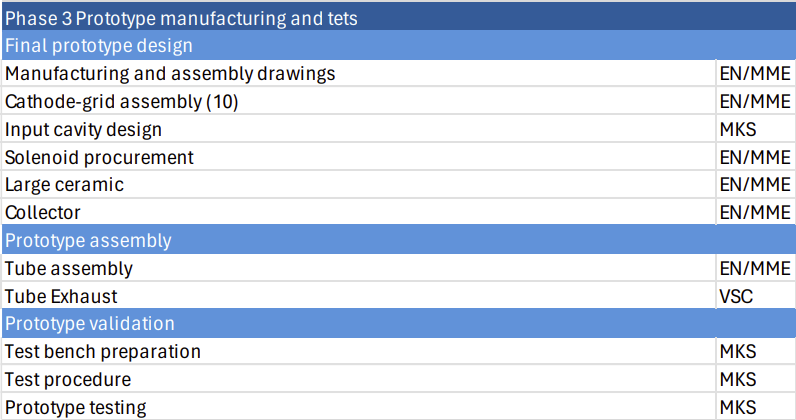 Phase 3 Prototype manufacturing and tets
Final prototype design
Manufacturing and assembly drawings EN/MME
Cathode-grid assembly (10) EN/MME
Input cavity design MKS
Solenoid procurement EN/MME
Large ceramic EN/MME
Collector EN/MME
Prototype assembly
Tube assembly EN/MME
Tube Exhaust VSC
Prototype validation
Test bench preparation MKS
Test procedure MKS
Prototype testing MKS